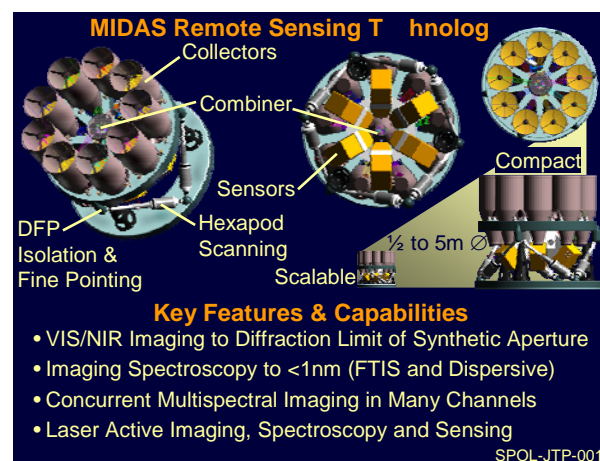 MIDAS Remote Sensing T hnolog
Collectors
Combiner
Compact
Sensors
DFP
Isolation &
Fine Pointing
Hexapod
Scanning
½ to 5m ∅
Scalable
Key Features & Capabilities
• VIS/NIR Imaging to Diffraction Limit of Synthetic Aperture
• Imaging Spectroscopy to <1nm (FTIS and Dispersive)
• Concurrent Multispectral Imaging in Many Channels
• Laser Active Imaging, Spectroscopy and Sensing
SPOL-JTP-001